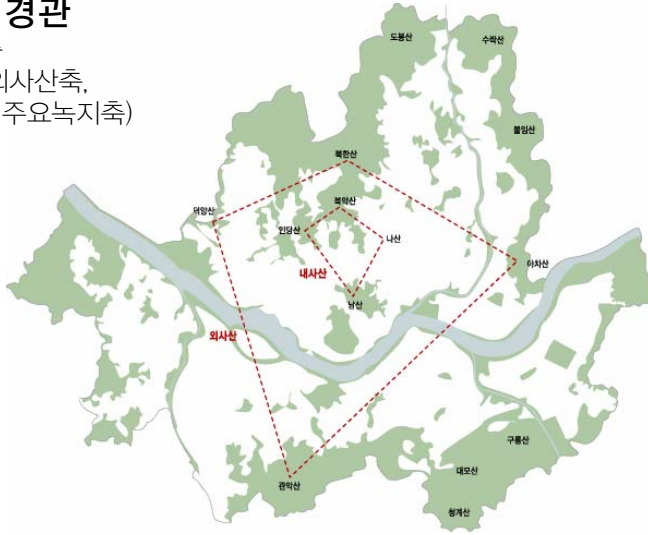 경관
외사산축,
주요녹지축)
도봉산
수락산
불암산
북한산
북악산
덕양산
인당산
나산
아차산
내사산
남산
외사산
구룡산
대모산
관악산
청계산